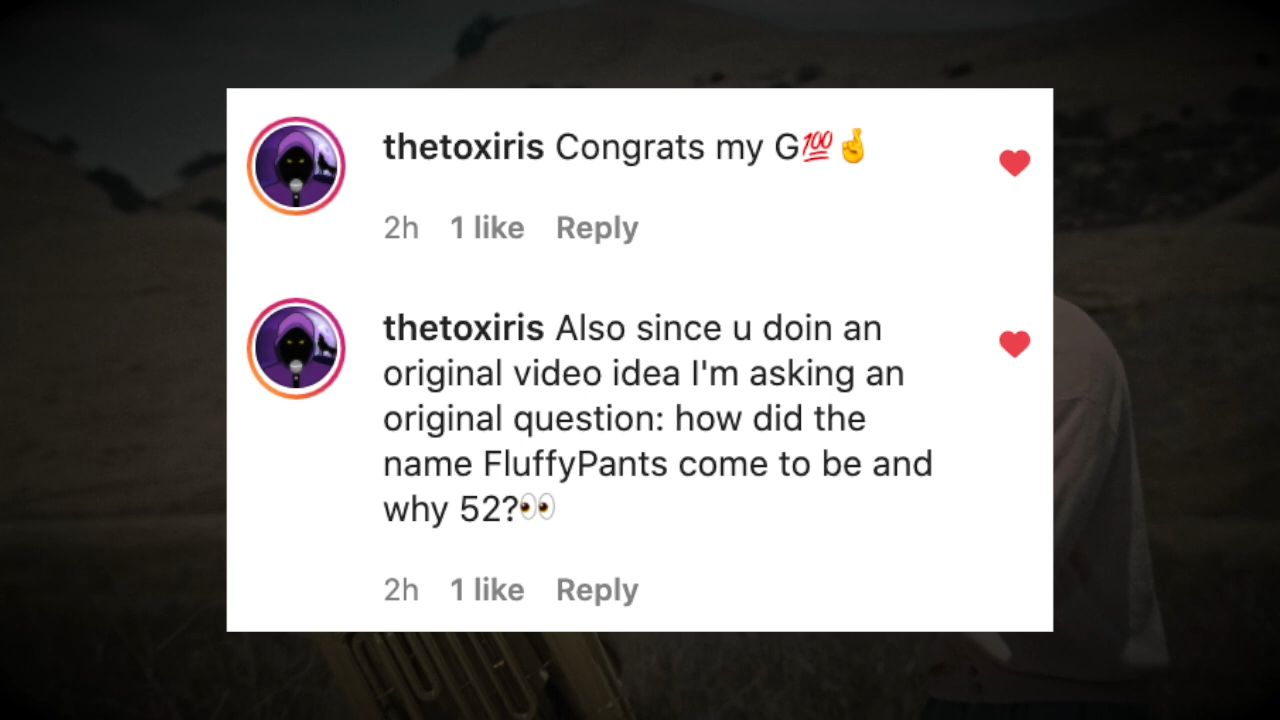 thetoxiris Congrats my G💯🤞
2h 1 like Reply
thetoxiris Also since u doin an
original video idea I'm asking an
original question: how did the
name FluffyPants come to be and
why 52?👀
2h 1 like Reply